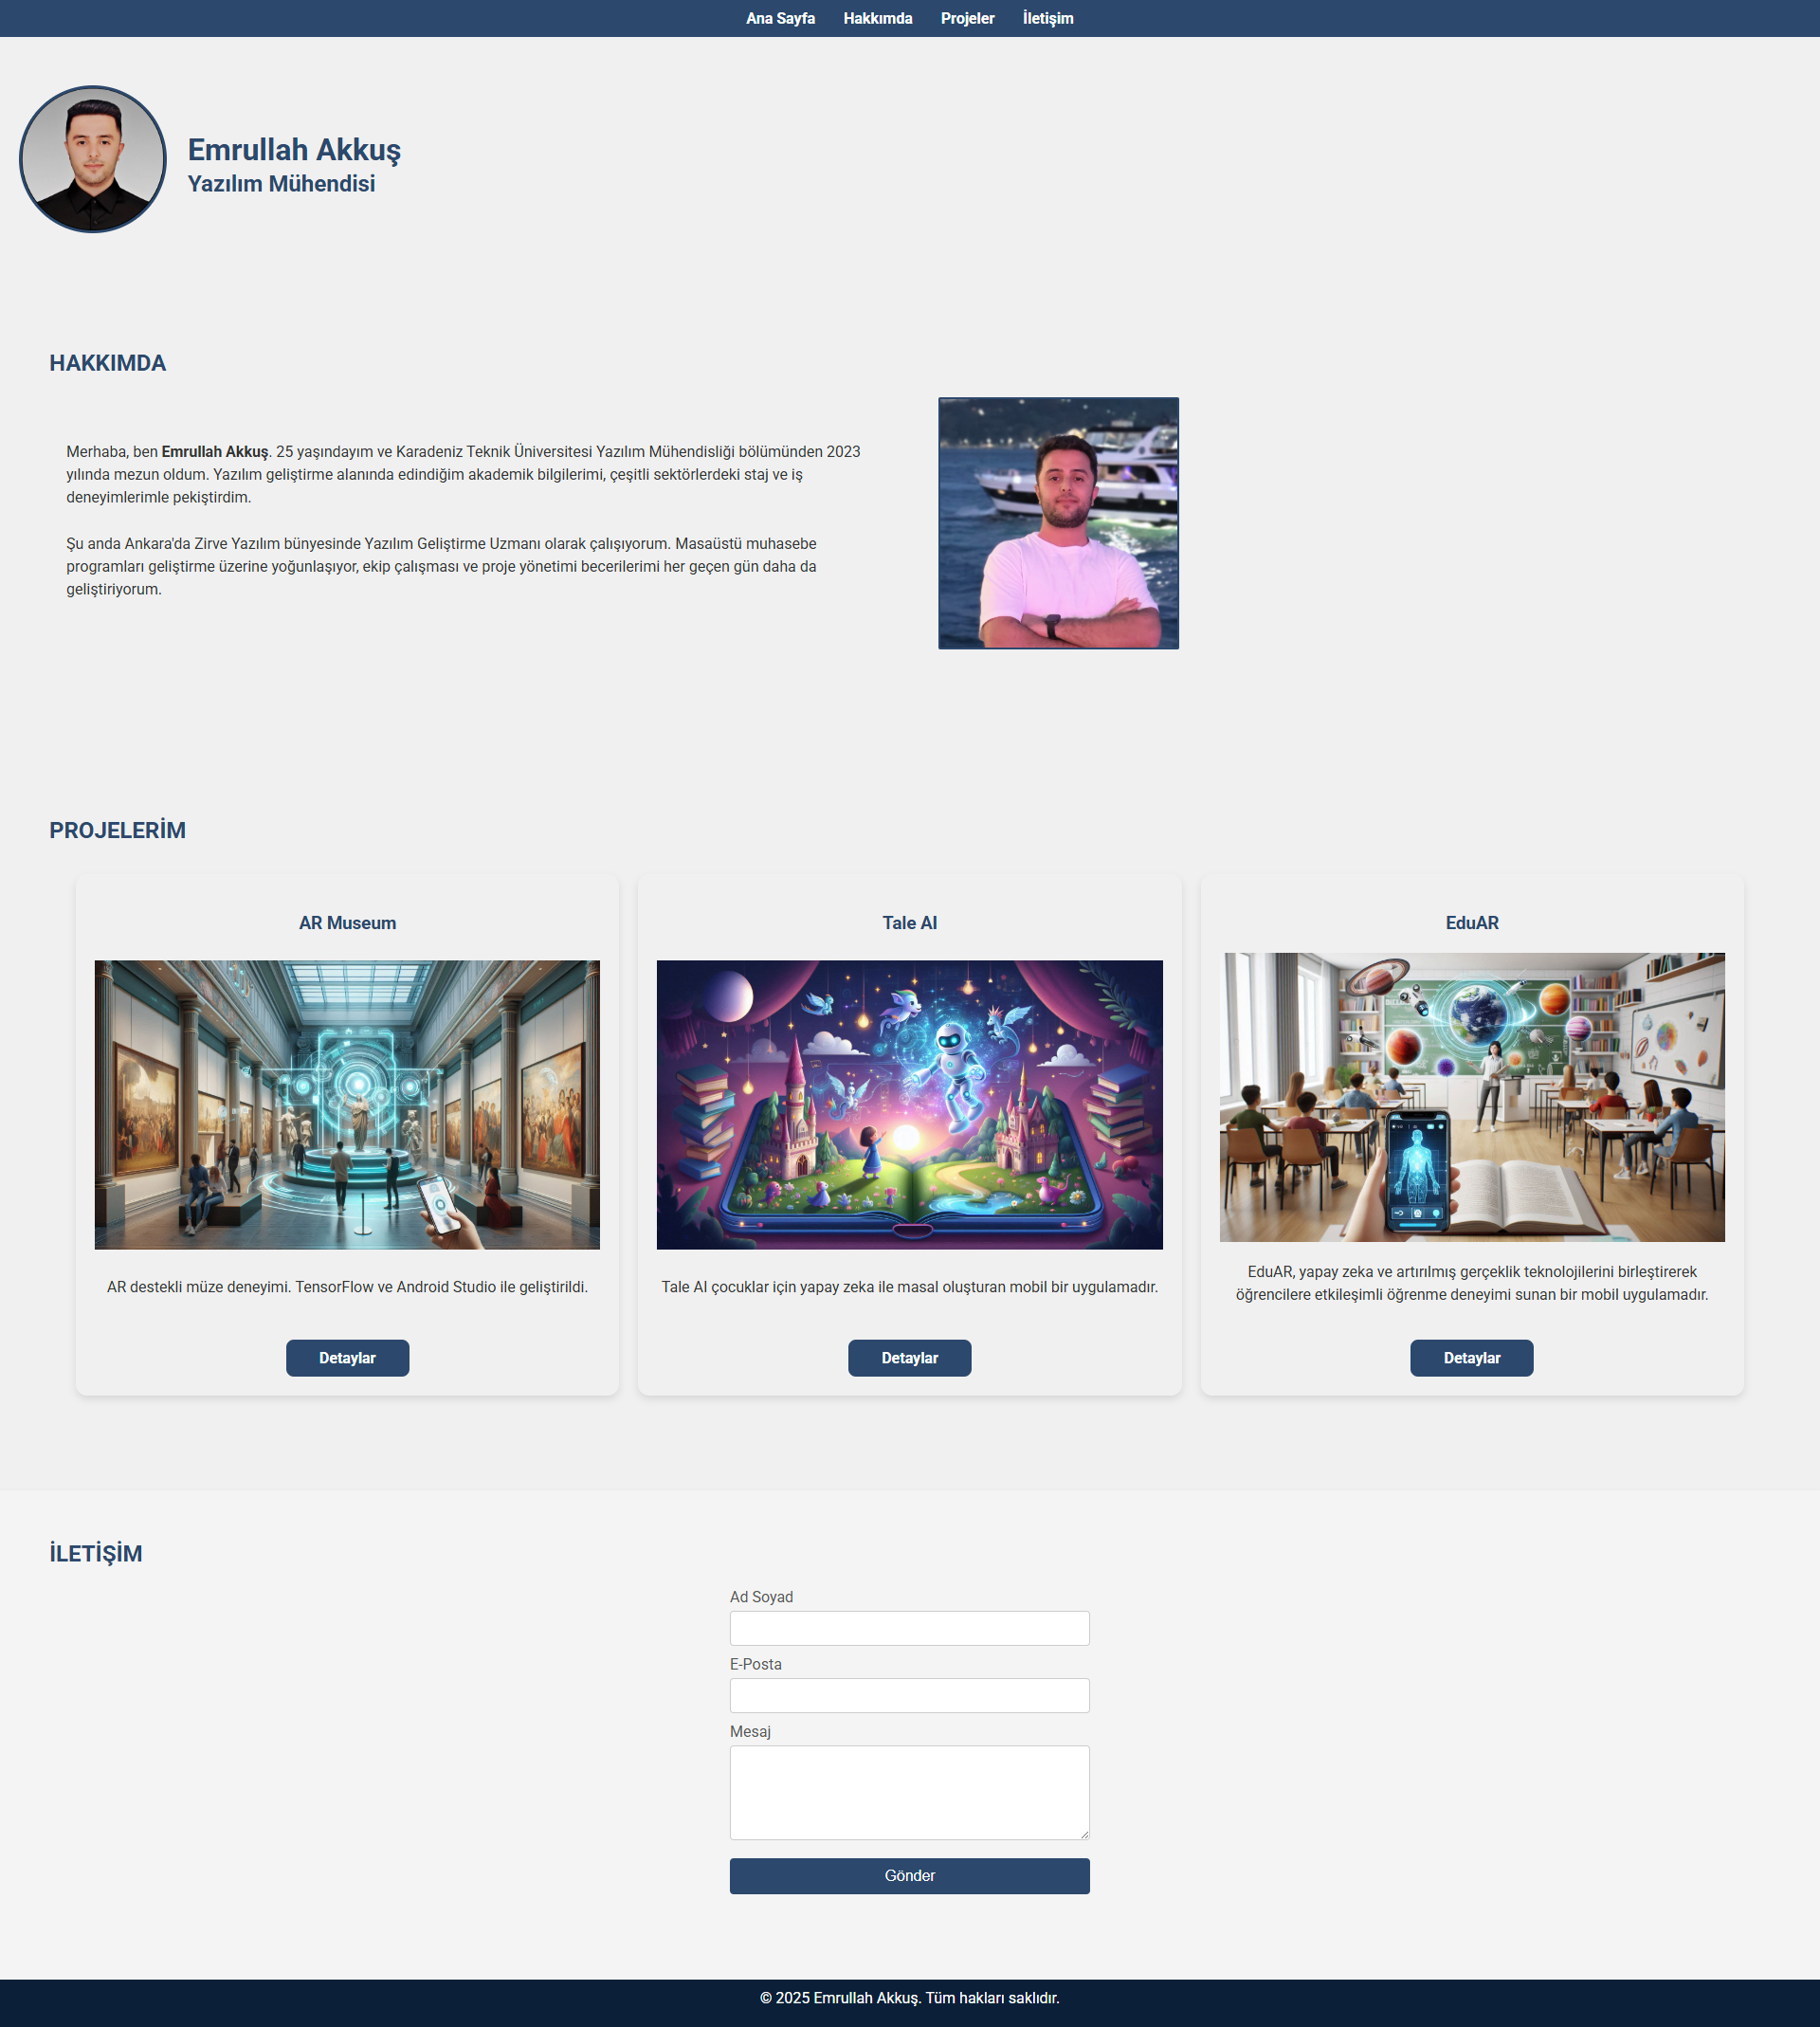 Ana Sayfa Hakkımda Projeler İletişim
Emrullah Akkuş
Yazılım Mühendisi
HAKKIMDA
Merhaba, ben Emrullah Akkuş. 25 yaşındayım ve Karadeniz Teknik Üniversitesi Yazılım Mühendisliği bölümünden 2023
yılında mezun oldum. Yazılım geliştirme alanında edindiğim akademik bilgilerimi, çeşitli sektörlerdeki staj ve iş
deneyimlerimle pekiştirdim.
Şu anda Ankara'da Zirve Yazılım bünyesinde Yazılım Geliştirme Uzmanı olarak çalışıyorum. Masaüstü muhasebe
programları geliştirme üzerine yoğunlaşıyor, ekip çalışması ve proje yönetimi becerilerimi her geçen gün daha da
geliştiriyorum.
PROJELERİM
AR Museum
AR destekli müze deneyimi. TensorFlow ve Android Studio ile geliştirildi.
Detaylar
Tale AI
Tale AI çocuklar için yapay zeka ile masal oluşturan mobil bir uygulamadır.
Detaylar
EduAR
EduAR, yapay zeka ve artırılmış gerçeklik teknolojilerini birleştirerek
öğrencilere etkileşimli öğrenme deneyimi sunan bir mobil uygulamadır.
Detaylar
İLETİŞİM
Ad Soyad
E-Posta
Mesaj
Gönder
© 2025 Emrullah Akkuş. Tüm hakları saklıdır.